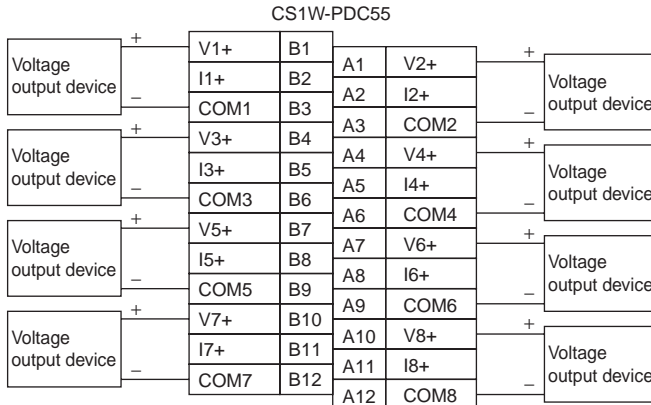 CS1W-PDC55
+ V1+ B1
Voltage output device
I1+ B2
− COM1 B3
+ V3+ B4
Voltage output device
I3+ B5
− COM3 B6
+ V5+ B7
Voltage output device
I5+ B8
− COM5 B9
+ V7+ B10
Voltage output device
I7+ B11
− COM7 B12
A1 V2+ +
Voltage output device
A2 I2+
A3 COM2 −
A4 V4+ +
Voltage output device
A5 I4+
A6 COM4 −
A7 V6+ +
Voltage output device
A8 I6+
A9 COM6 −
A10 V8+ +
Voltage output device
A11 I8+
A12 COM8 −